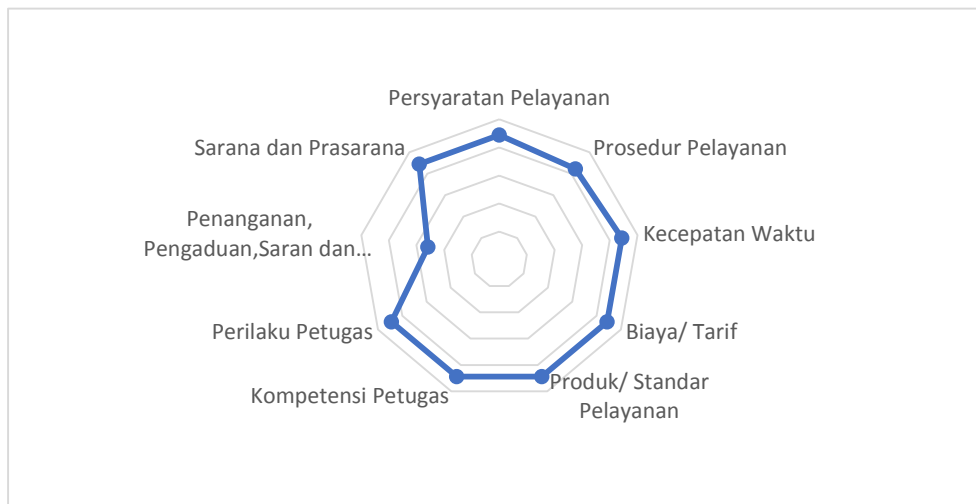 Persyaratan Pelayanan
Prosedur Pelayanan
Kecepatan Waktu
Biaya/ Tarif
Produk/ Standar
Pelayanan
Kompetensi Petugas
Perilaku Petugas
Penanganan,
Pengaduan,Saran dan...
Sarana dan Prasarana